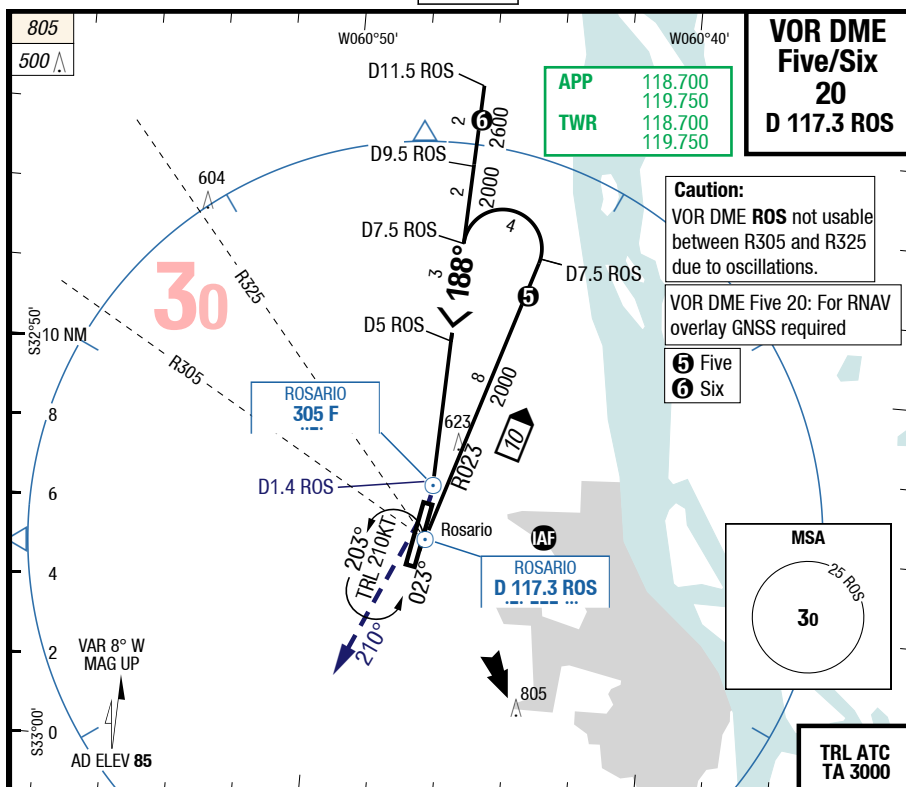 805
500
W060°50'
W060°40'
VOR DME
Five/Six
20
D 117.3 ROS
APP 118.700
119.750
TWR 118.700
119.750
D11.5 ROS
6
2
2600
D9.5 ROS
2
2000
D7.5 ROS
4
D7.5 ROS
3
188°
5
D5 ROS
8
2000
Caution:
VOR DME ROS not usable
between R305 and R325
due to oscillations.
VOR DME Five 20: For RNAV
overlay GNSS required
5 Five
6 Six
604
R325
30
R305
S32°50'
10 NM
8
6
4
2
0
S33°00'
ROSARIO
305 F
623
R023
10
D1.4 ROS
Rosario
IAF
ROSARIO
D 117.3 ROS
203°
TRL 210KT
023°
210°
MSA
25 ROS
30
VAR 8° W
MAG UP
AD ELEV 85
805
TRL ATC
TA 3000